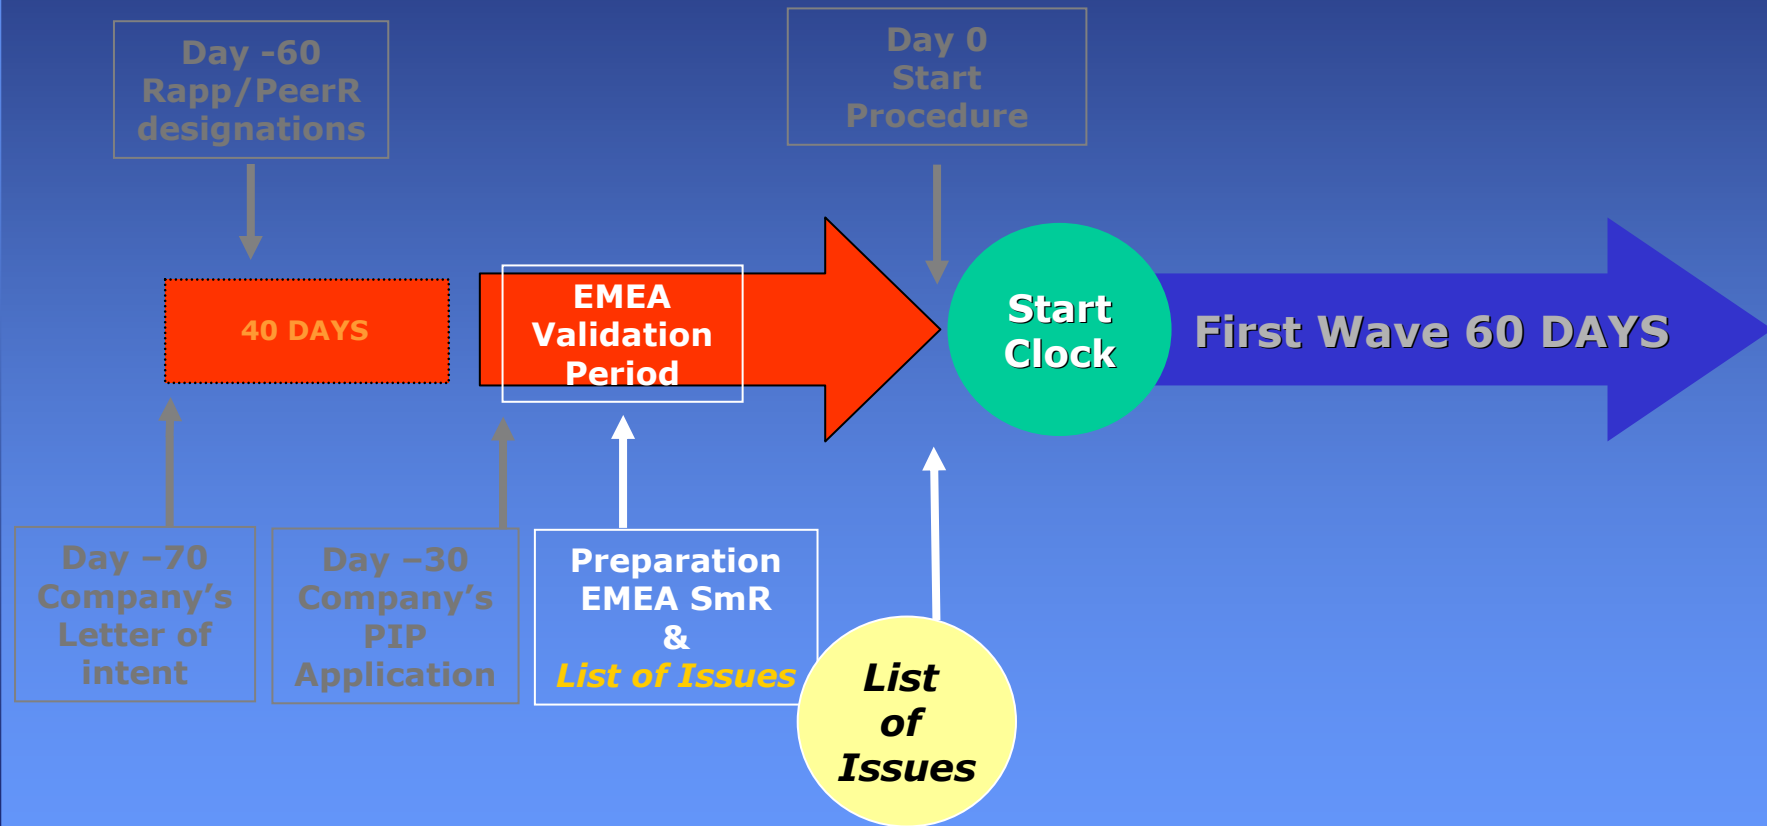 Day -60
Rapp/PeerR
designations
Day 0
Start
Procedure
40 DAYS
EMEA
Validation
Period
Start
Clock
First Wave 60 DAYS
Day –70
Company’s
Letter of
intent
Day –30
Company’s
PIP
Application
Preparation
EMEA SmR
&
List of Issues
List
of
Issues